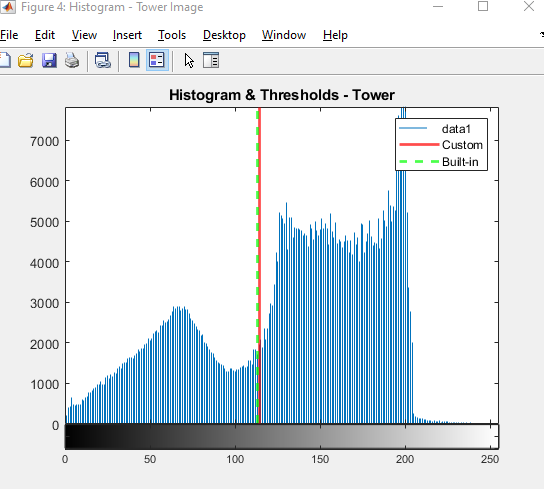 Figure 4: Histogram - Tower Image
File Edit View Insert Tools Desktop Window Help
Histogram & Thresholds - Tower
data1
Custom
Built-in
7000
6000
5000
4000
3000
2000
1000
0
0 50 100 150 200 250